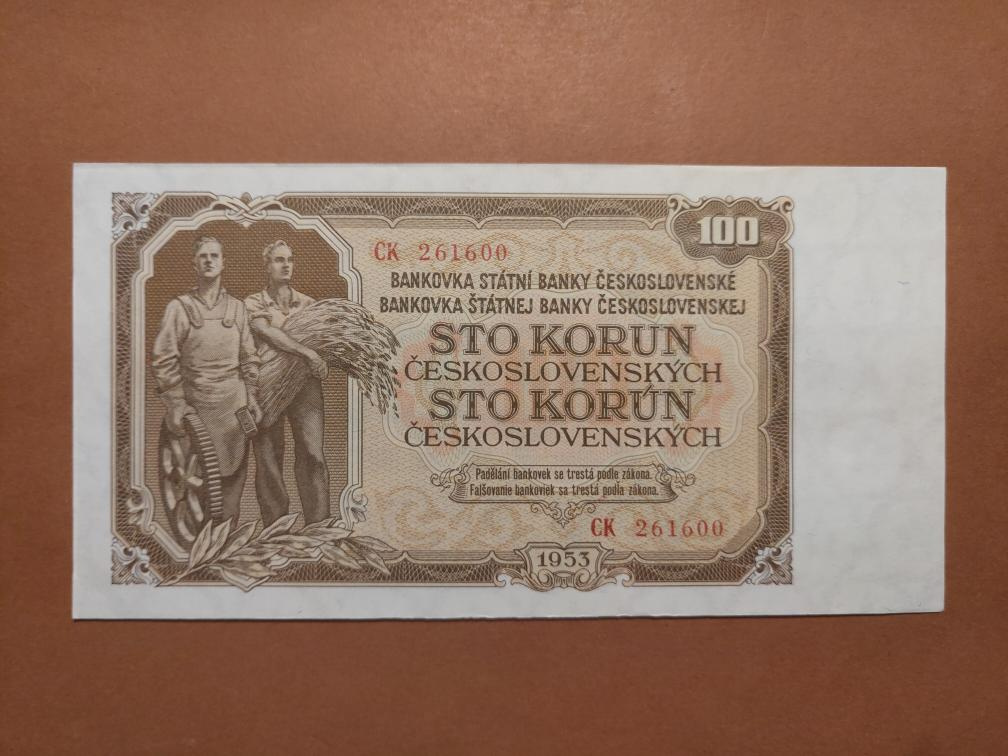 100
CK 261600
BANKOVKA STÁTNÍ BANKY ČESKOSLOVENSKÉ
BANKOVKA ŠTÁTNEJ BANKY ČESKOSLOVENSKEJ
STO KORUN
ČESKOSLOVENSKÝCH
STO KORÚN
ČESKOSLOVENSKÝCH
Padělání bankovek se trestá podle zákona.
Falšovanie bankoviek sa trestá podľa zákona.
CK 261600
1953